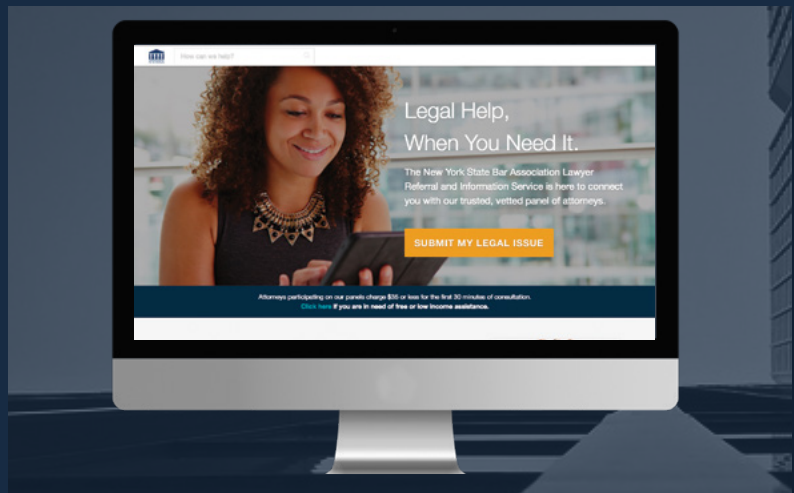 How can we help?
Legal Help,
When You Need It.
The New York State Bar Association Lawyer
Referral and Information Service is here to connect
you with our trusted, vetted panel of attorneys.
SUBMIT MY LEGAL ISSUE
Attorneys participating on our panels charge $35 or less for the first 30 minutes of consultation.
Click here if you are in need of free or low income assistance.